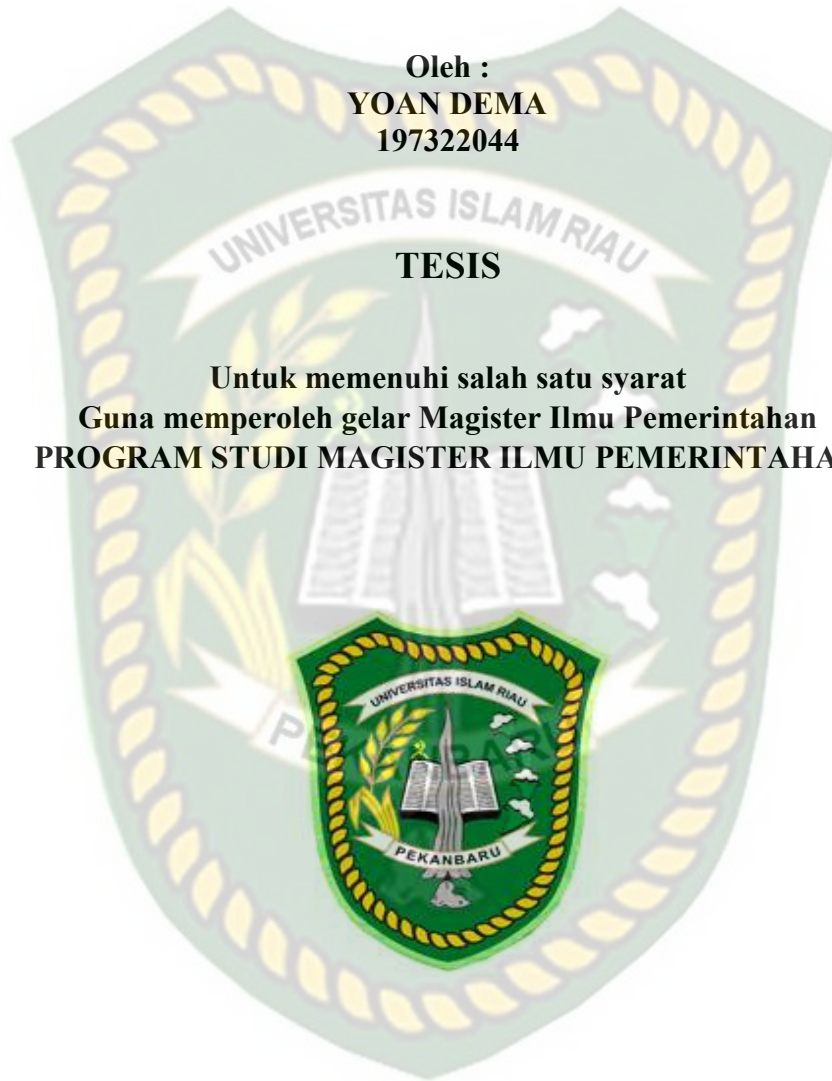 Oleh :
YOAN DEMA
197322044
UNIVERSITAS ISLAM RIAU
TESIS
Untuk memenuhi salah satu syarat
Guna memperoleh gelar Magister Ilmu Pemerintahan
PROGRAM STUDI MAGISTER ILMU PEMERINTAHA
UNIVERSITAS ISLAM RIAU
PEKANBARU
PEKANBARU